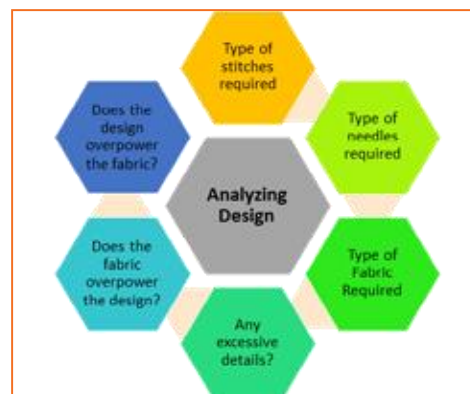 Type of
stitches
required
Type of
needles
required
Type of
Fabric
Required
Any
excessive
details?
Does the
fabric
overpower
the design?
Does the
design
overpower
the fabric?
Analyzing
Design